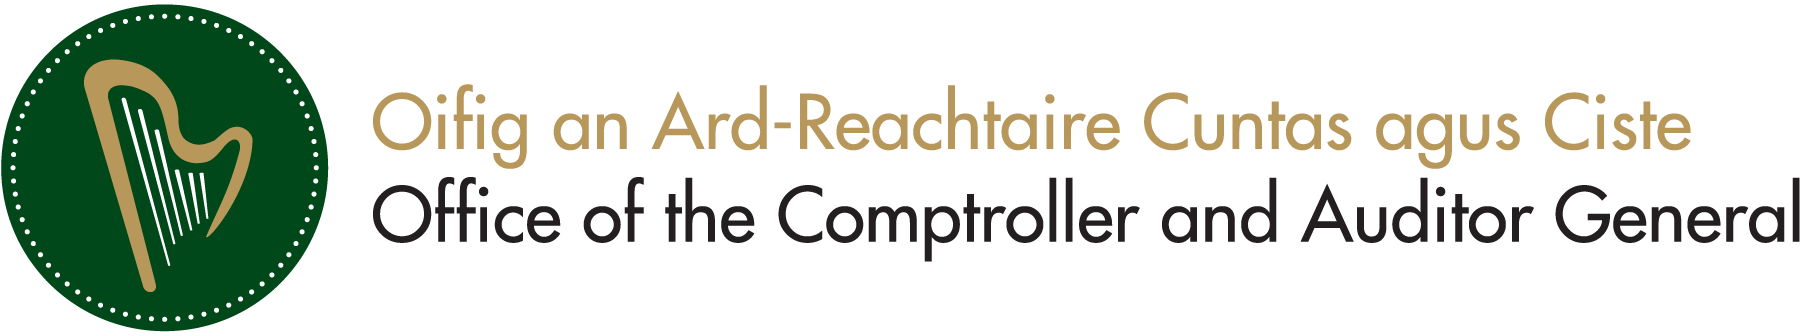 Oifig an Ard-Reachtaire Cuntas agus Ciste
Office of the Comptroller and Auditor General